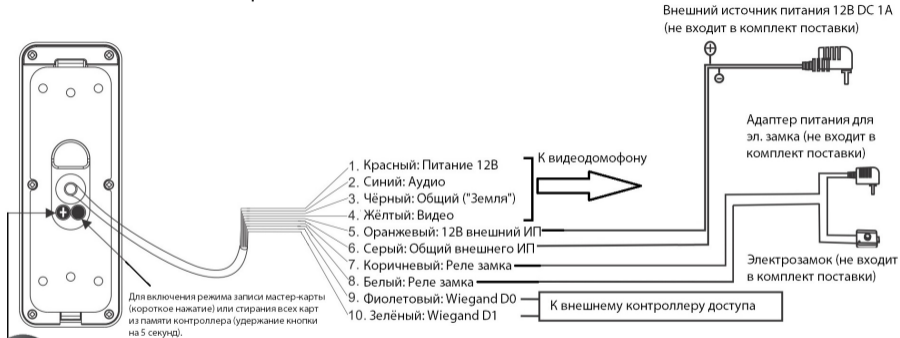 Внешний источник питания 12В DC 1А
(не входит в комплект поставки)
Адаптер питания для
эл. замка (не входит в
комплект поставки)
К видеодомофону
1. Красный: Питание 12В
2. Синий: Аудио
3. Чёрный: Общий ("Земля")
4. Жёлтый: Видео
5. Оранжевый: 12В внешний ИП
6. Серый: Общий внешнего ИП
7. Коричневый: Реле замка
8. Белый: Реле замка
9. Фиолетовый: Wiegand D0
10. Зелёный: Wiegand D1
Электрозамок (не входит
в комплект поставки)
К внешнему контроллеру доступа
Для включения режима записи мастер-карты
(короткое нажатие) или стирания всех карт
из памяти контроллера (удержание кнопки
на 5 секунд).